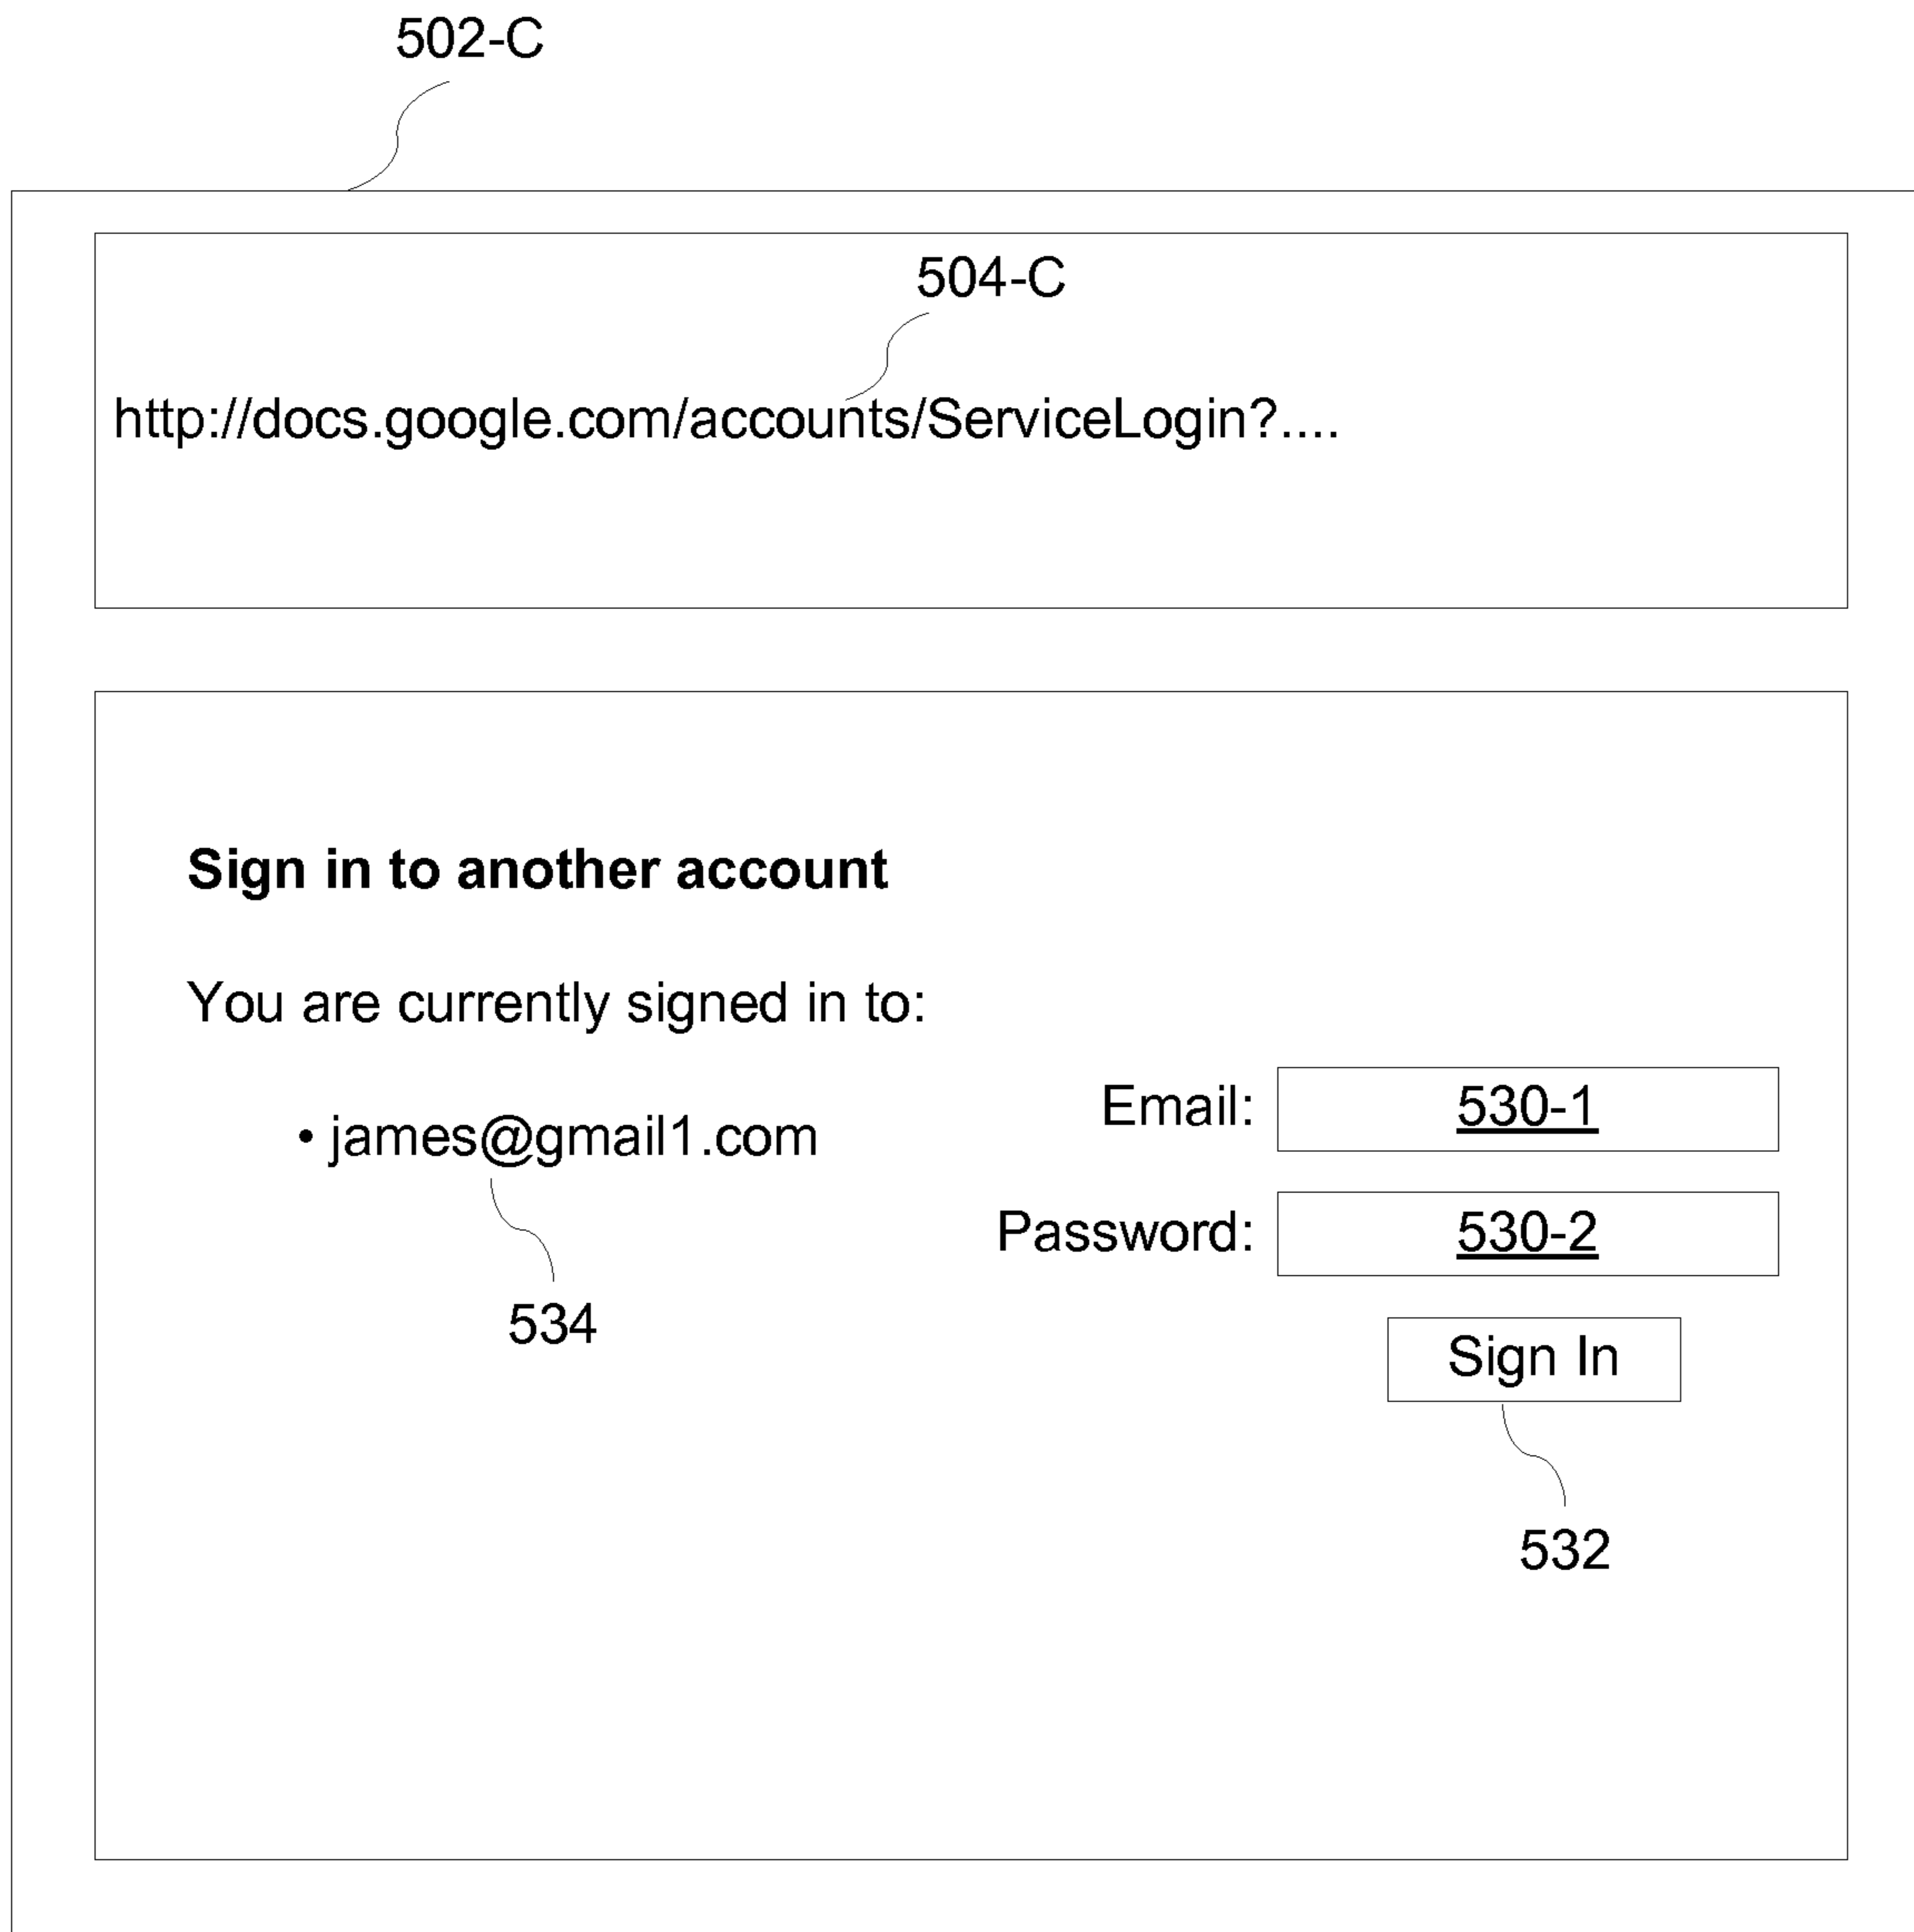 502-C
504-C
http://docs.google.com/accounts/ServiceLogin?....
Sign in to another account
You are currently signed in to:
• james@gmail1.com
534
Email: 530-1
Password: 530-2
Sign In
532